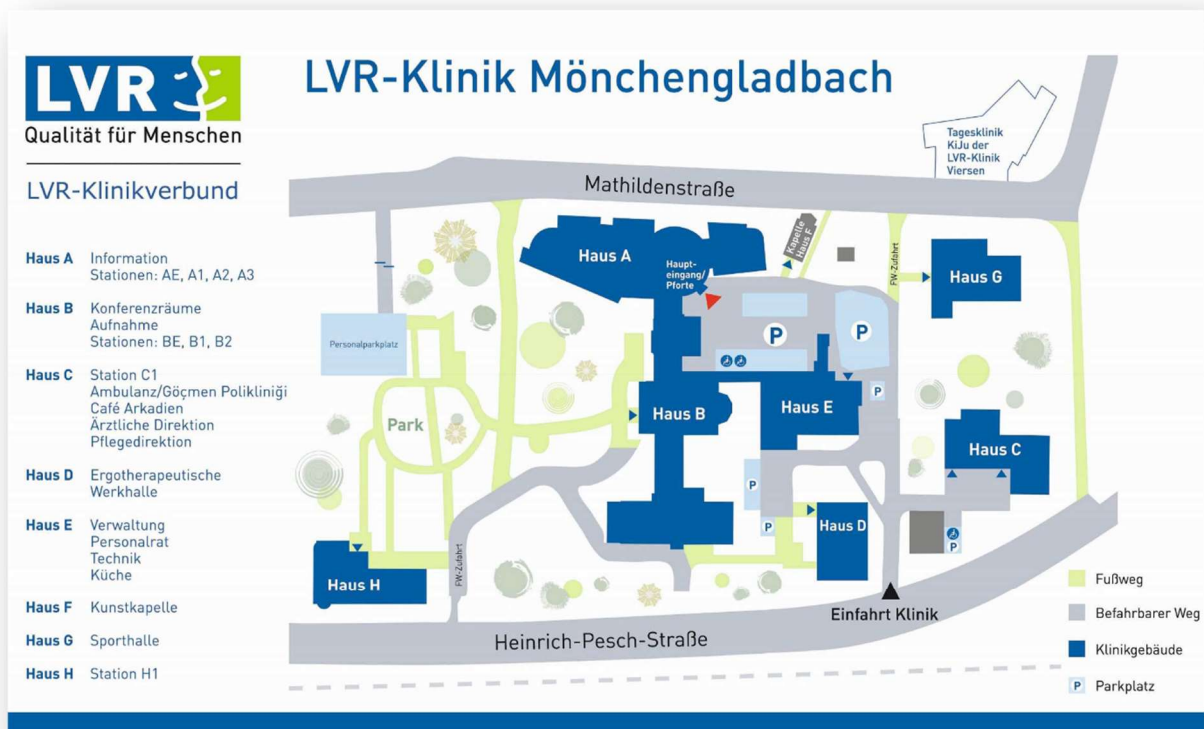 LVR
Qualität für Menschen
LVR-Klinikverbund
LVR-Klinik Mönchengladbach
Haus A Information
Stationen: AE, A1, A2, A3
Haus B Konferenzräume
Aufnahme
Stationen: BE, B1, B2
Haus C Station C1
Ambulanz/Göçmen Polikliniği
Café Arkadien
Ärztliche Direktion
Pflegedirektion
Haus D Ergotherapeutische
Werkhalle
Haus E Verwaltung
Personalrat
Technik
Küche
Haus F Kunstkapelle
Haus G Sporthalle
Haus H Station H1
Tagesklinik
KiJu der
LVR-Klinik
Viersen
Mathildenstraße
Haus A
Haupt-
eingang/
Pforte
Kapelle
Haus F
FW-Zufahrt
Haus G
Personalparkplatz
P
P
P
Park
Haus B
Haus E
Haus C
P
P
Haus D
P
Haus H
FW-Zufahrt
Einfahrt Klinik
Heinrich-Pesch-Straße
Fußweg
Befahrbarer Weg
Klinikgebäude
P Parkplatz